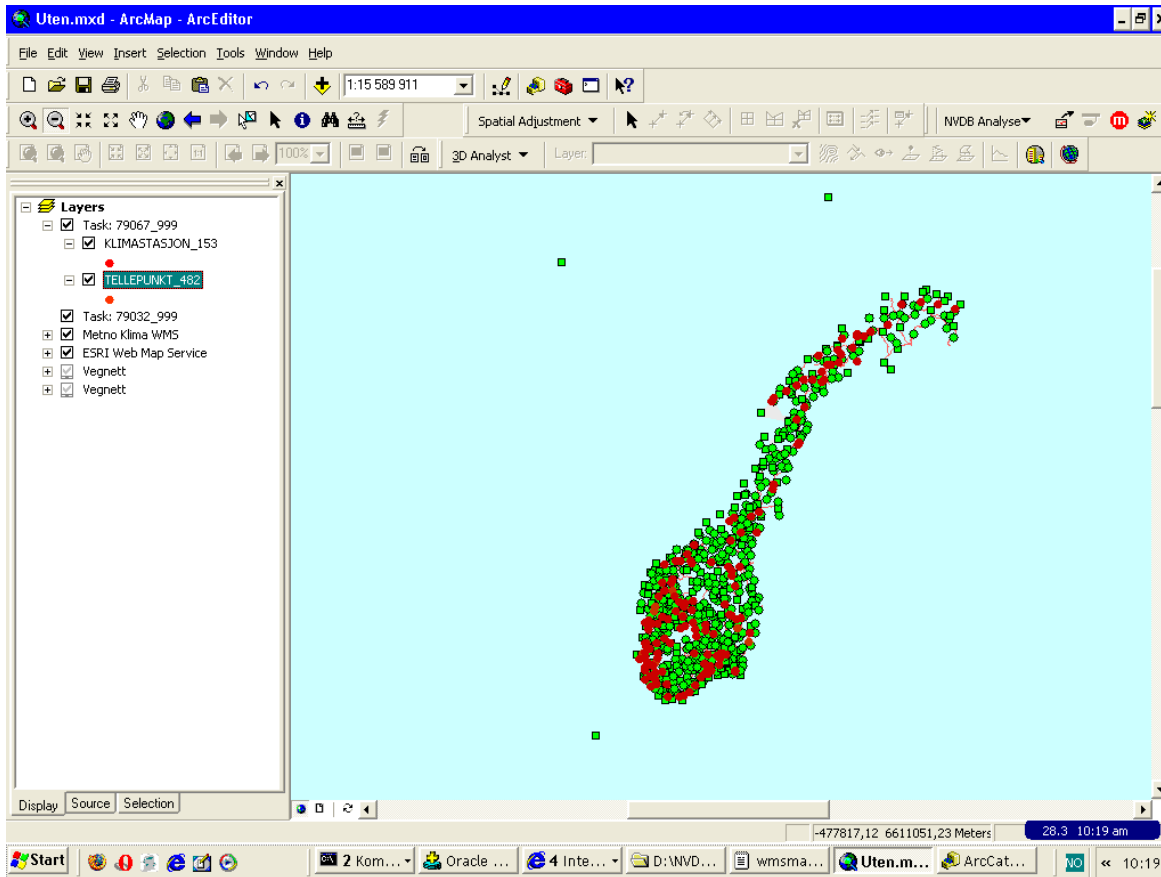 Uten.mxd - ArcMap - ArcEditor
File Edit View Insert Selection Tools Window Help
1:15 589 911
Spatial Adjustment NVDB Analyse
100% 3D Analyst Layer:
Layers
Task: 79067_999
KLIMASTASJON_153
TELLEPUNKT_482
Task: 79032_999
Metno Klima WMS
ESRI Web Map Service
Vegnett
Vegnett
Display Source Selection
-477817,12 6611051,23 Meters 28.3 10:19 am
Start 2 Kom... Oracle ... 4 Inte... D:\NVD... wmsma... Uten.m... ArcCat... NO « 10:19